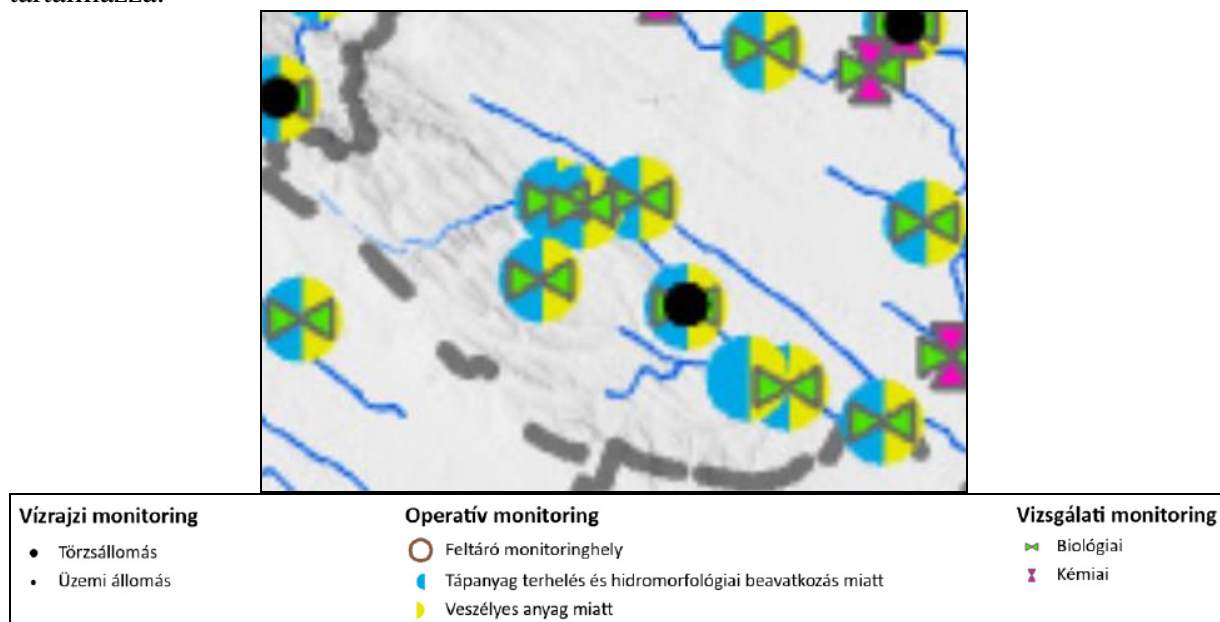 tartalmazza.
Vízrajzi monitoring
Törzsállomás
Üzemi állomás
Operatív monitoring
Feltáró monitoringhely
Tápanyag terhelés és hidromorfológiai beavatkozás miatt
Veszélyes anyag miatt
Vizsgálati monitoring
Biológiai
Kémiai